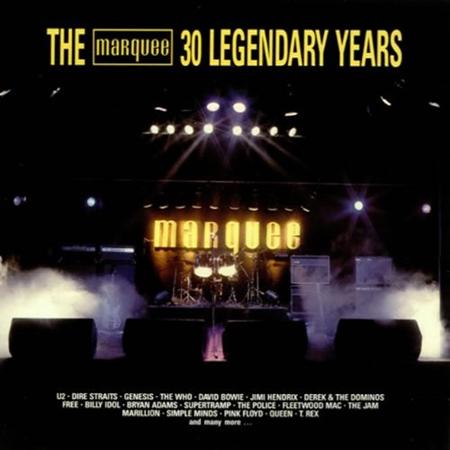 THE marquee 30 LEGENDARY YEARS
marquee
U2 · DIRE STRAITS · GENESIS · THE WHO · DAVID BOWIE · JIMI HENDRIX · DEREK & THE DOMINOS
FREE · BILLY IDOL · BRYAN ADAMS · SUPERTRAMP · THE POLICE · FLEETWOOD MAC · THE JAM
MARILLION · SIMPLE MINDS · PINK FLOYD · QUEEN · T. REX
and many more ...